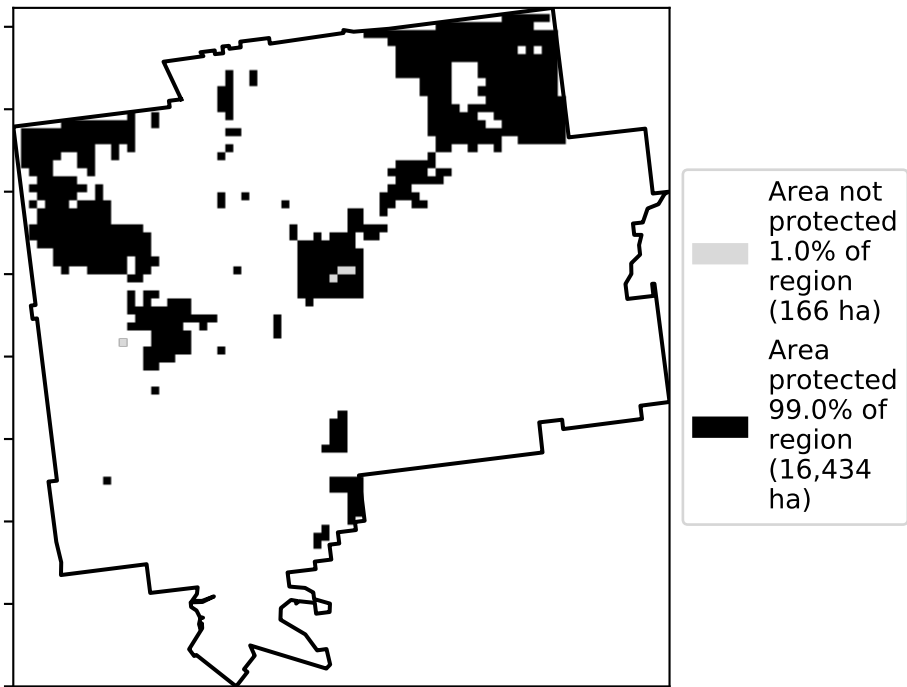 Area not
protected
1.0% of
region
(166 ha)
Area
protected
99.0% of
region
(16,434
ha)